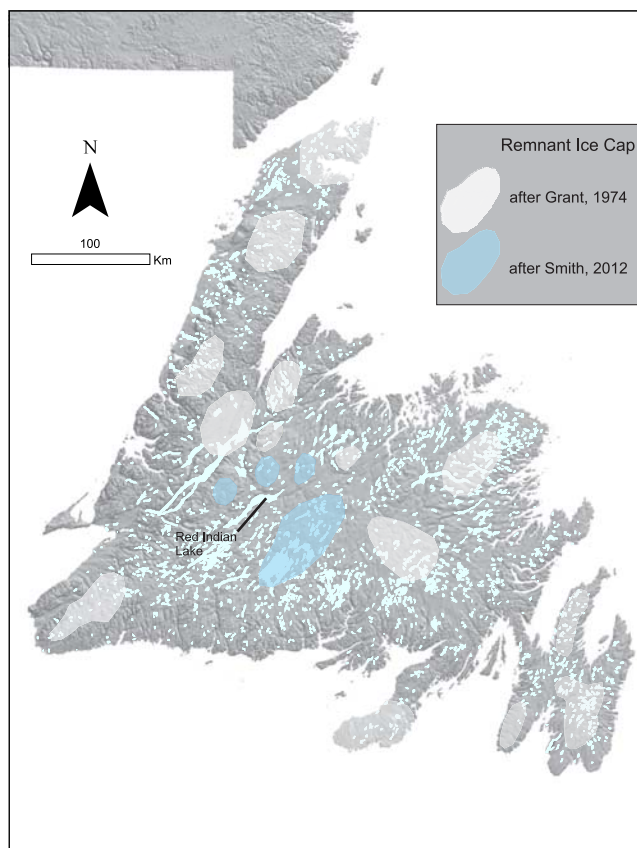 Remnant Ice Cap
after Grant, 1974
after Smith, 2012
N
100
Km
Red Indian
Lake